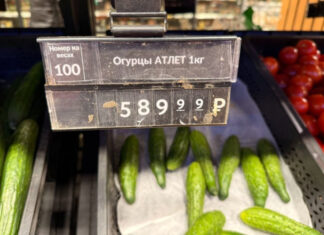 Номер на весах
100
Огурцы АТЛЕТ 1кг
589 99 ₽